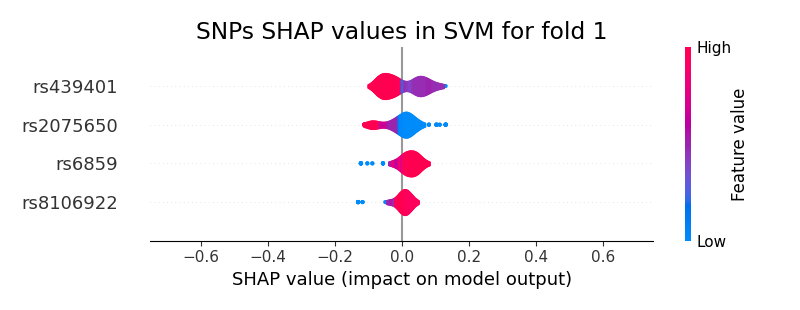 SNPs SHAP values in SVM for fold 1
High
rs439401
rs2075650
rs6859
rs8106922
Feature value
Low
−0.6 −0.4 −0.2 0.0 0.2 0.4 0.6
SHAP value (impact on model output)